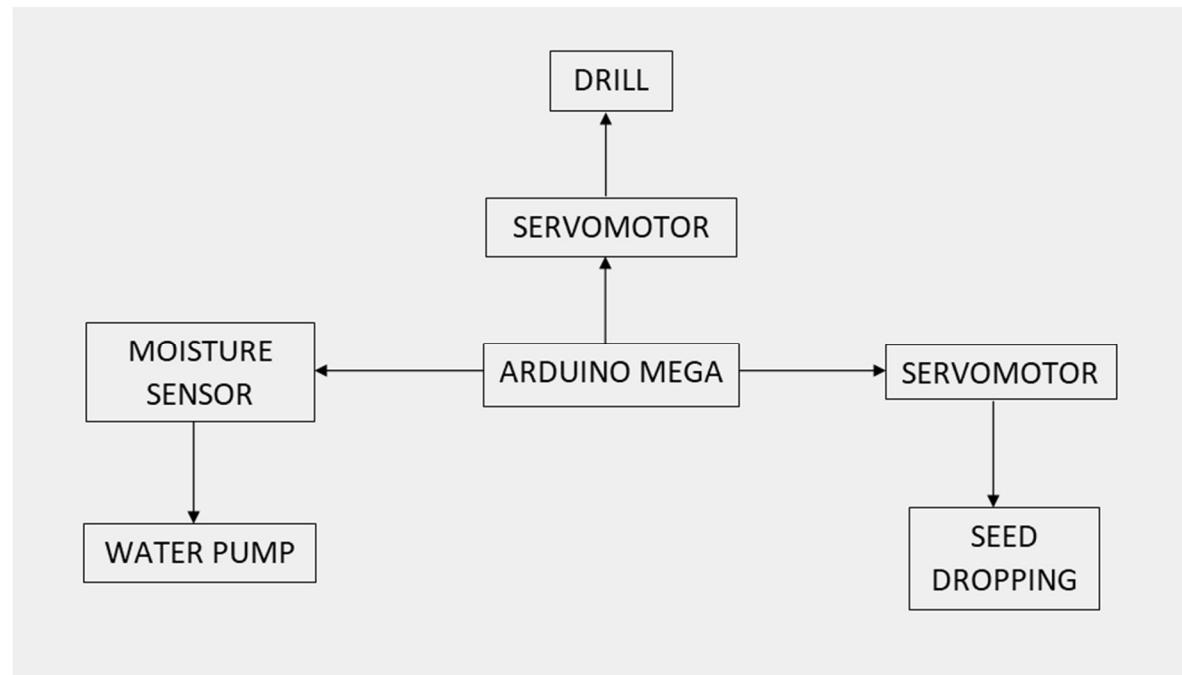 DRILL
SERVOMOTOR
MOISTURE
SENSOR
ARDUINO MEGA
SERVOMOTOR
WATER PUMP
SEED
DROPPING